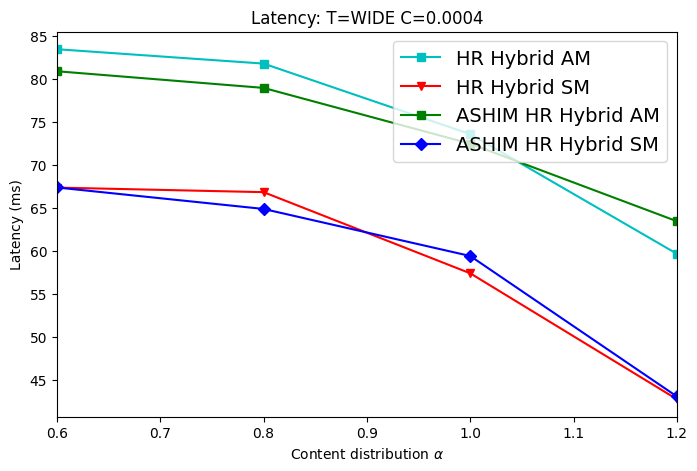 Latency: T=WIDE C=0.0004
HR Hybrid AM
HR Hybrid SM
ASHIM HR Hybrid AM
ASHIM HR Hybrid SM
Latency (ms)
85
80
75
70
65
60
55
50
45
0.6 0.7 0.8 0.9 1.0 1.1 1.2
Content distribution α